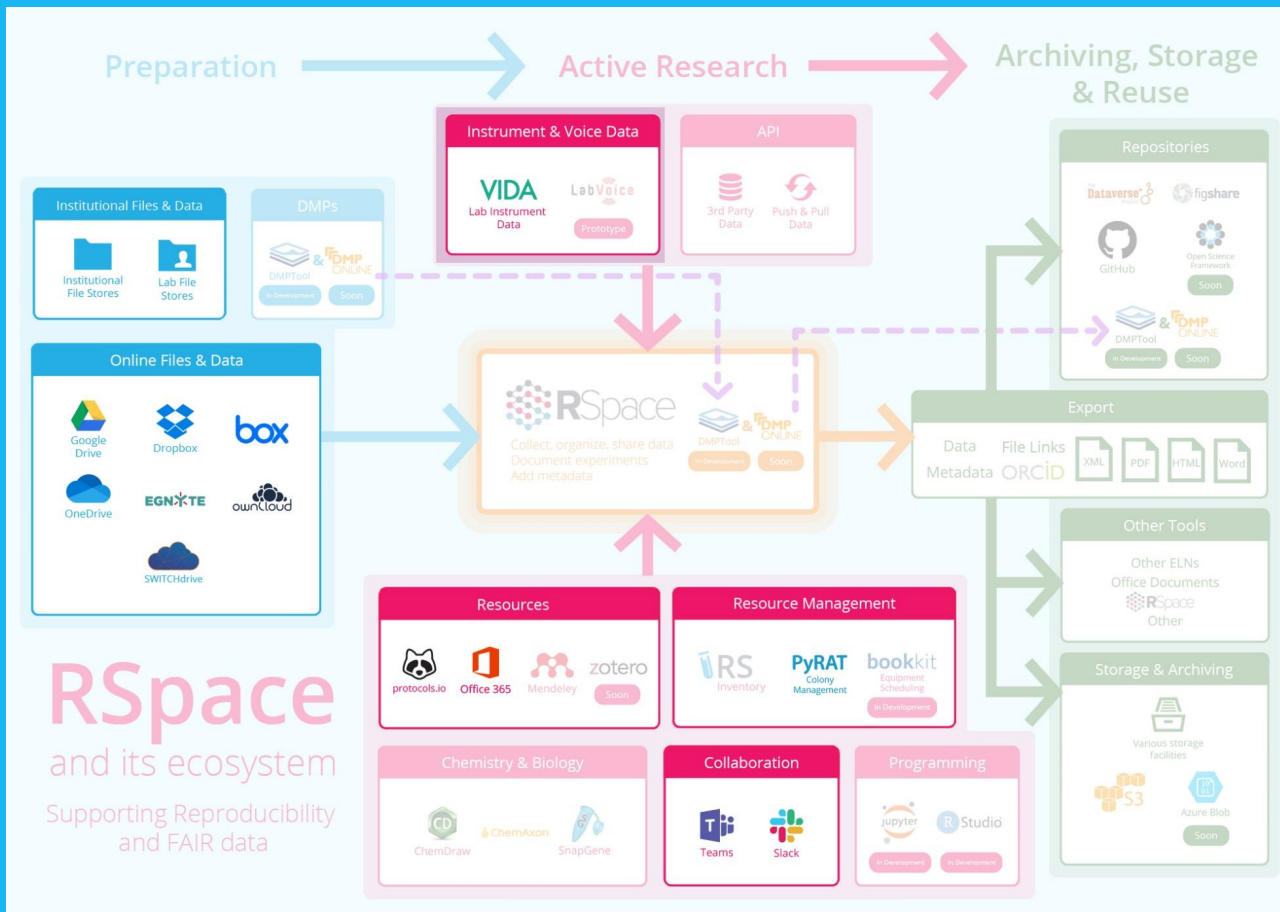 Preparation
Active Research
Archiving, Storage
& Reuse
Instrument & Voice Data
VIDA
Lab Instrument
Data
LabVoice
Prototype
API
3rd Party
Data
Push & Pull
Data
Institutional Files & Data
Institutional
File Stores
Lab File
Stores
DMPs
DMPTool
In Development
&
DMP
ONLINE
Soon
Online Files & Data
Google
Drive
Dropbox
box
OneDrive
EGNYTE
ownCloud
SWITCHdrive
RSpace
Collect, organize, share data
Document experiments
Add metadata
DMPTool
In Development
&
DMP
ONLINE
Soon
Repositories
The
Dataverse
Project
figshare
GitHub
Open Science
Framework
Soon
DMPTool
In Development
&
DMP
ONLINE
Soon
Export
Data
Metadata
File Links
ORCID
XML
PDF
HTML
Word
Other Tools
Other ELNs
Office Documents
RSpace
Other
Storage & Archiving
Various storage
facilities
S3
Azure Blob
Soon
Resources
protocols.io
Office 365
Mendeley
zotero
Soon
Resource Management
RS
Inventory
PyRAT
Colony
Management
bookkit
Equipment
Scheduling
In Development
Chemistry & Biology
CD
ChemDraw
ChemAxon
SnapGene
Collaboration
Teams
Slack
Programming
jupyter
In Development
R Studio
In Development
RSpace
and its ecosystem
Supporting Reproducibility
and FAIR data